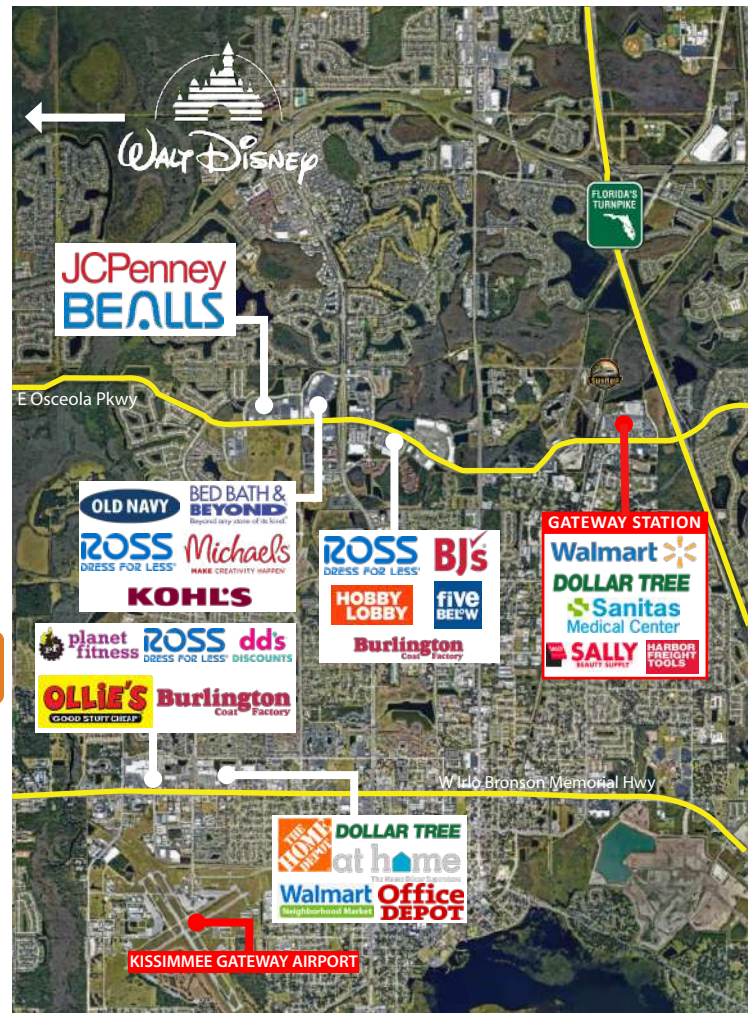 WALT DISNEY
FLORIDA'S
TURNPIKE
JCPenney
BEALLS
E Osceola Pkwy
OLD NAVY
BED BATH &
BEYOND
Beyond any store of its kind.
ROSS
DRESS FOR LESS
Michaels
MAKE CREATIVITY HAPPEN
KOHL'S
ROSS
DRESS FOR LESS
BJ's
HOBBY
LOBBY
five
BELOW
Burlington
Coat Factory
GATEWAY STATION
Walmart
DOLLAR TREE
Sanitas
Medical Center
SALLY
BEAUTY SUPPLY
HARBOR
FREIGHT
TOOLS
planet
fitness
ROSS
DRESS FOR LESS
dd's
DISCOUNTS
OLLIE'S
GOOD STUFF CHEAP
Burlington
Coat Factory
W Irlo Bronson Memorial Hwy
THE
HOME
DEPOT
DOLLAR TREE
at home
The Home Décor Superstore
Walmart
Neighborhood Market
Office
DEPOT
KISSIMMEE GATEWAY AIRPORT